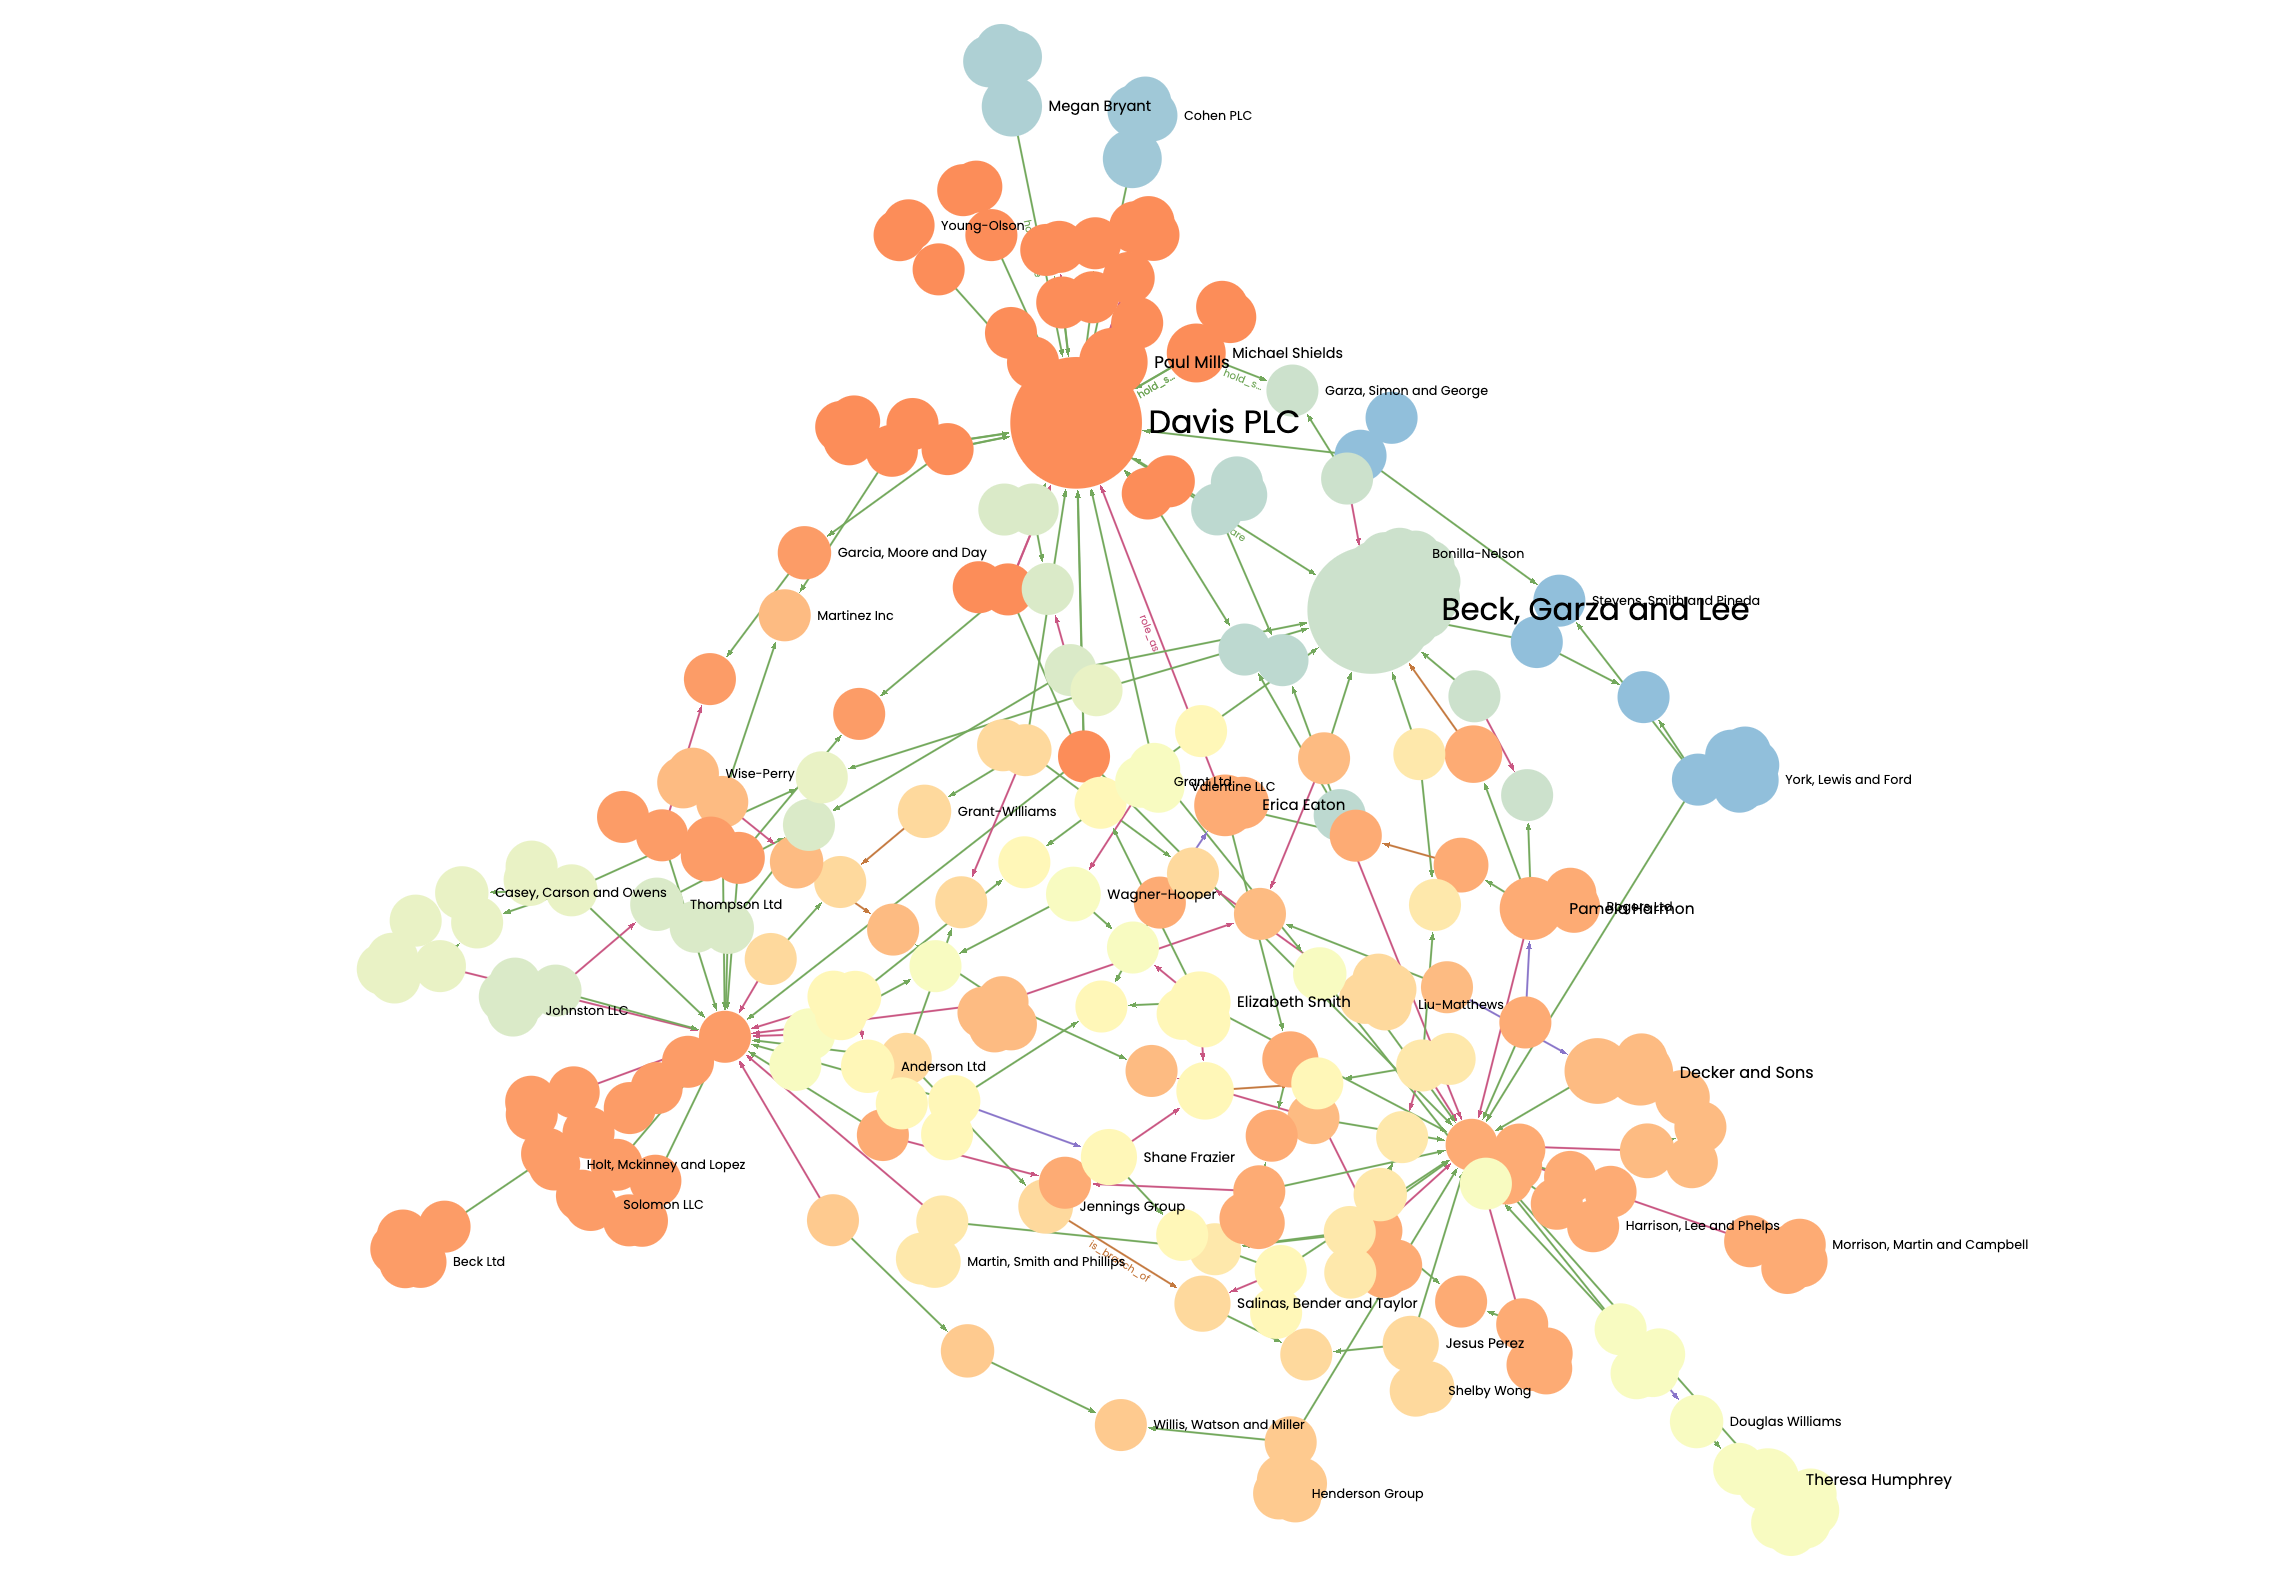 Megan Bryant
Cohen PLC
Young-Olson
Michael Shields
Paul Mills
hold_s...
hold_s...
Garza, Simon and George
Davis PLC
Garcia, Moore and Day
Bonilla-Nelson
Stevens, Smith and Pineda
Beck, Garza and Lee
Martinez Inc
role_as
Wise-Perry
York, Lewis and Ford
Grant Ltd
Valentine LLC
Erica Eaton
Grant-Williams
Casey, Carson and Owens
Wagner-Hooper
Thompson Ltd
Pamela Harmon
Elizabeth Smith
Liu-Matthews
Johnston LLC
Anderson Ltd
Decker and Sons
Shane Frazier
Holt, Mckinney and Lopez
Solomon LLC
Jennings Group
Harrison, Lee and Phelps
Morrison, Martin and Campbell
Beck Ltd
Martin, Smith and Phillips
is_branch_of
Salinas, Bender and Taylor
Jesus Perez
Shelby Wong
Willis, Watson and Miller
Douglas Williams
Theresa Humphrey
Henderson Group